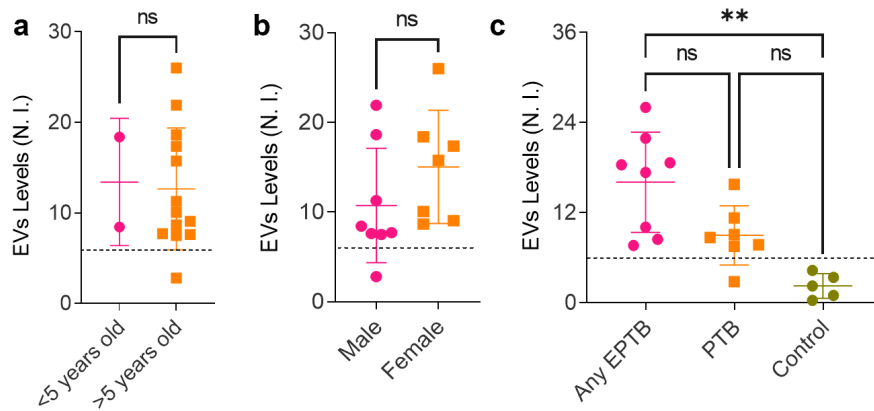 a
ns
EVs Levels (N. I.)
30
20
10
0
<5 years old
>5 years old
b
ns
EVs Levels (N. I.)
30
20
10
0
Male
Female
c
**
ns
ns
EVs Levels (N. I.)
36
24
12
0
Any EPTB
PTB
Control